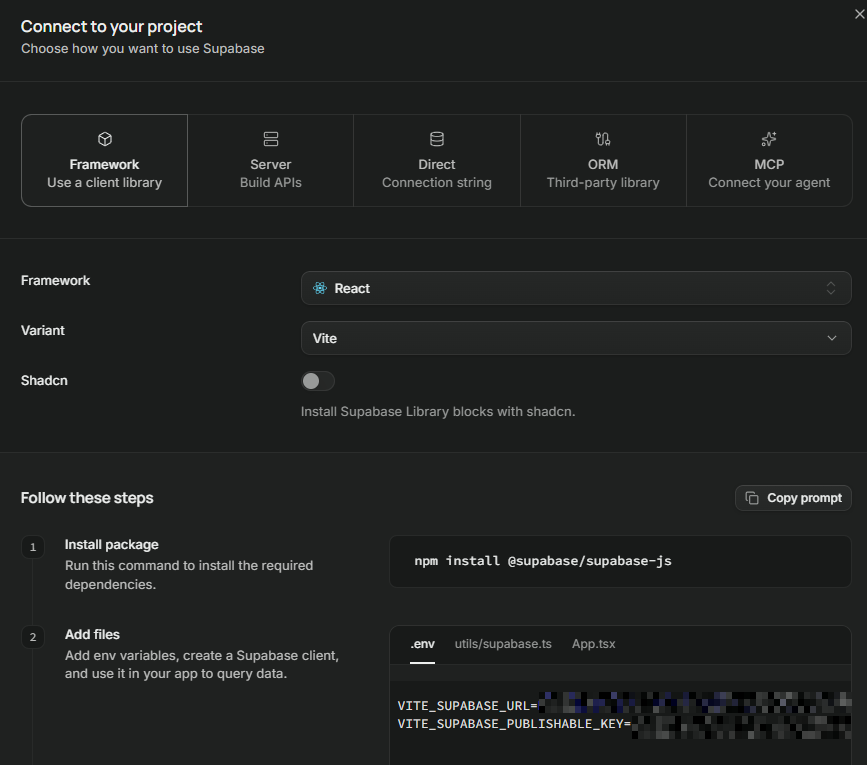 Connect to your project
Choose how you want to use Supabase
Framework
Use a client library
Server
Build APIs
Direct
Connection string
ORM
Third-party library
MCP
Connect your agent
Framework
React
Variant
Vite
Shadcn
Install Supabase Library blocks with shadcn.
Follow these steps
Copy prompt
1
Install package
Run this command to install the required
dependencies.
npm install @supabase/supabase-js
2
Add files
Add env variables, create a Supabase client,
and use it in your app to query data.
.env utils/supabase.ts App.tsx
VITE_SUPABASE_URL=
VITE_SUPABASE_PUBLISHABLE_KEY=